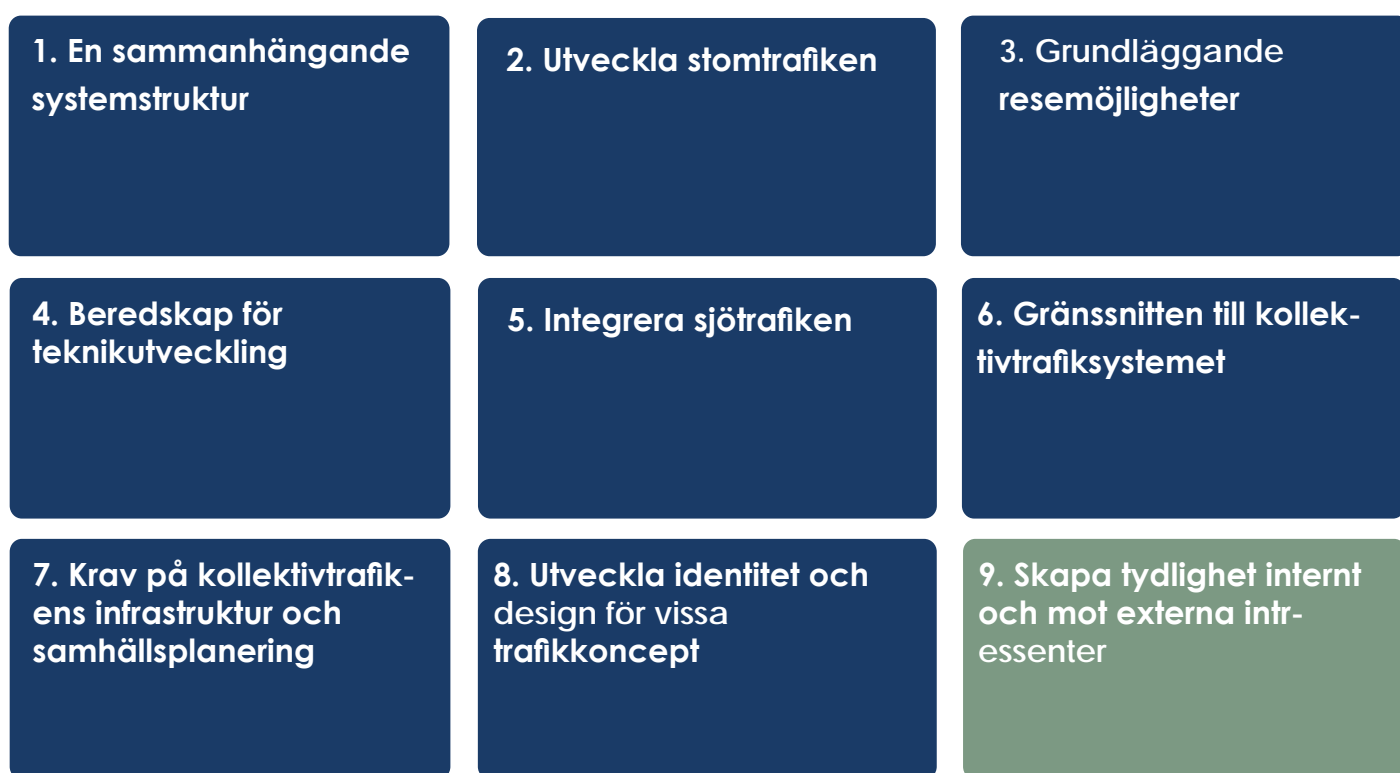 1. En sammanhängande
systemstruktur
2. Utveckla stomtrafiken
3. Grundläggande
resemöjligheter
4. Beredskap för
teknikutveckling
5. Integrera sjötrafiken
6. Gränssnitten till kollek-
tivtrafiksystemet
7. Krav på kollektivtrafik-
ens infrastruktur och
samhällsplanering
8. Utveckla identitet och
design för vissa
trafikkoncept
9. Skapa tydlighet internt
och mot externa intr-
essenter